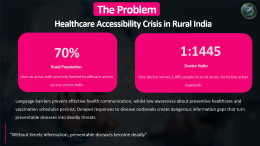 The Problem
Healthcare Accessibility Crisis in Rural India
70%
Rural Population
lives in areas with severely limited healthcare access
across entire India
1:1445
Doctor Ratio
One doctor serves 1,445 people in rural areas, far below urban
standards
Language barriers prevent effective health communication, whilst low awareness about preventive healthcare and
vaccination schedules persists. Delayed responses to disease outbreaks create dangerous information gaps that turn
preventable diseases into deadly threats.
"Without timely information, preventable diseases become deadly"